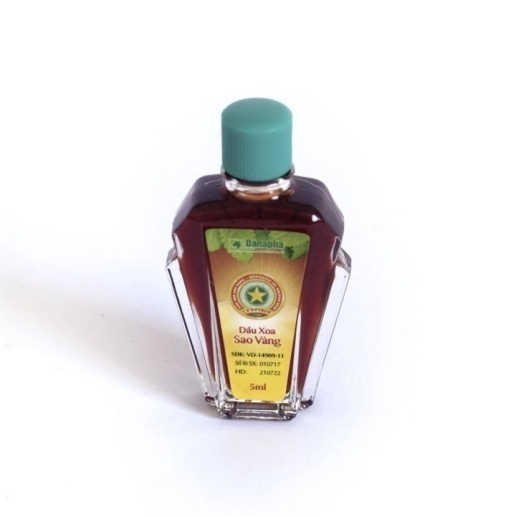 Danapha
Dầu Xoa
Sao Vàng
SĐK: VD-14909-11
Số lô SX: 010717
HD: 210722
5ml